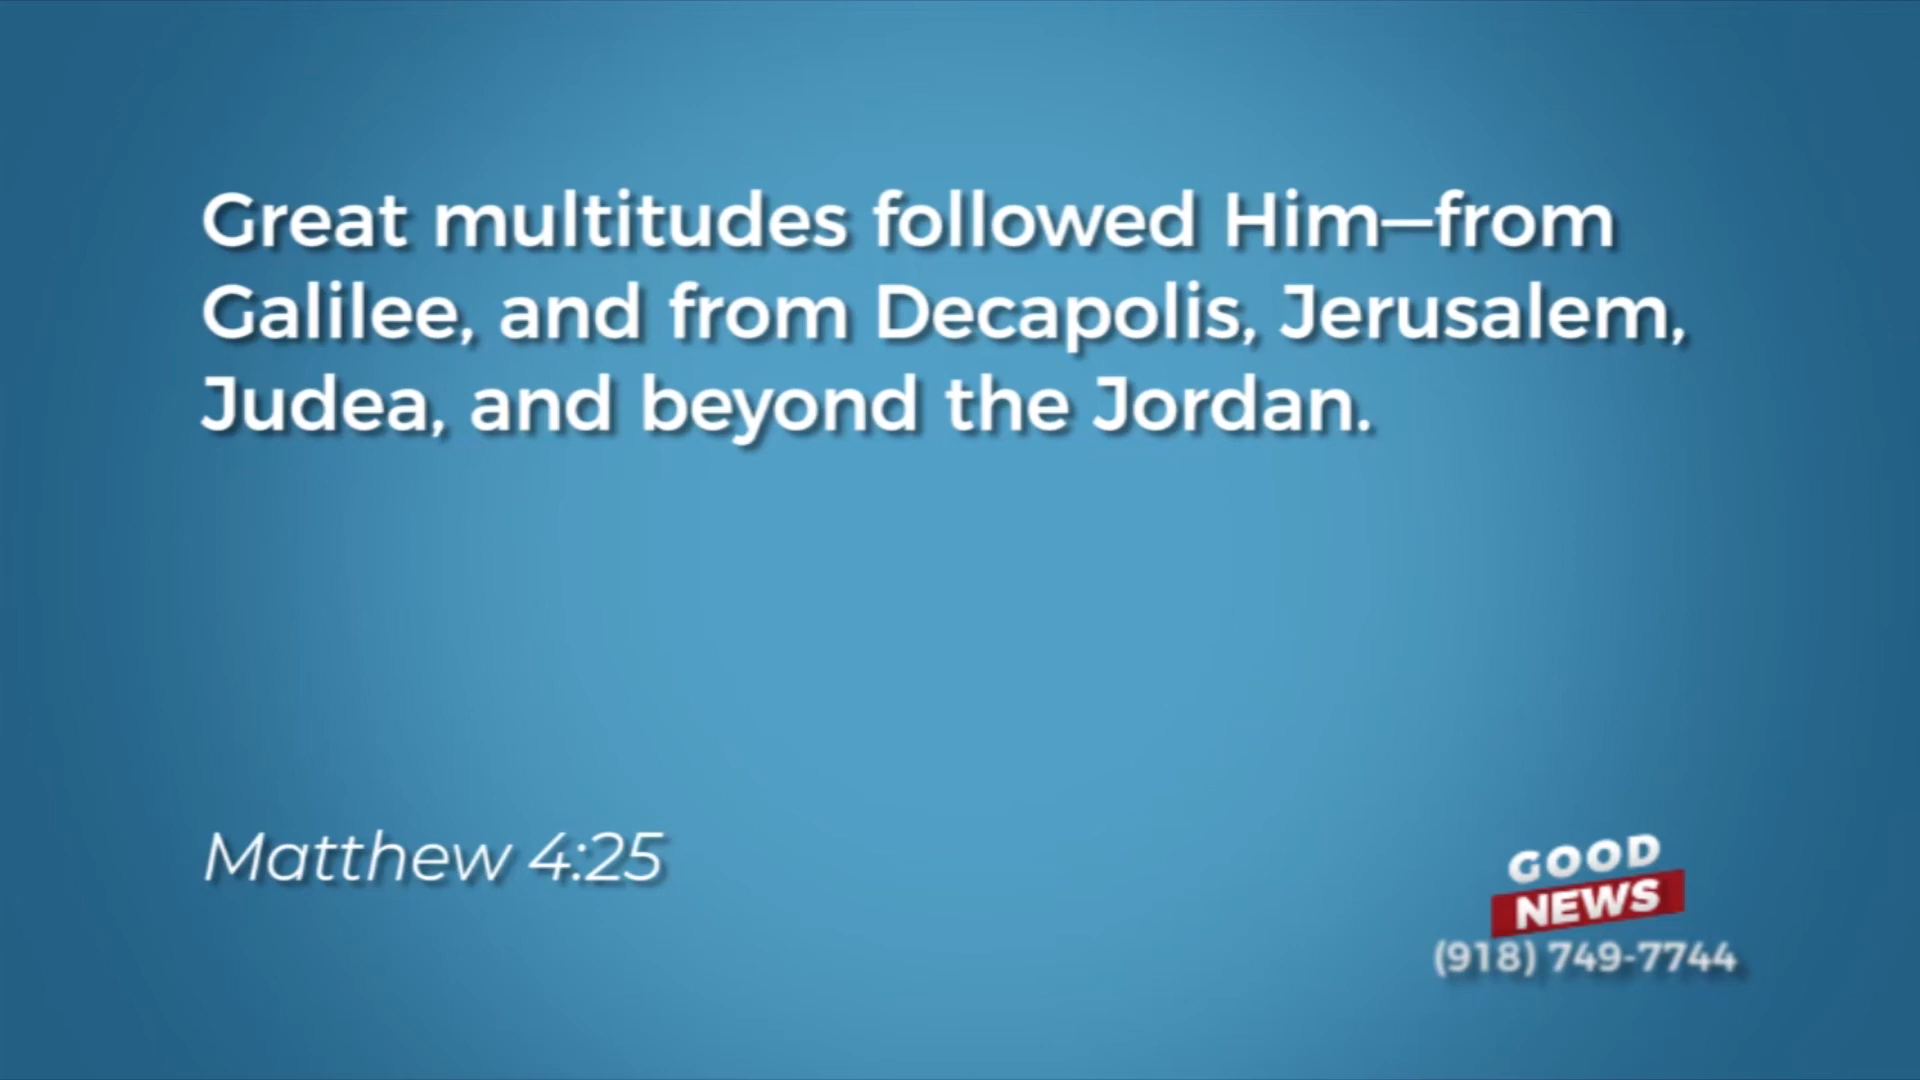 Great multitudes followed Him—from
Galilee, and from Decapolis, Jerusalem,
Judea, and beyond the Jordan.
Matthew 4:25
GOOD
NEWS
(918) 749-7744